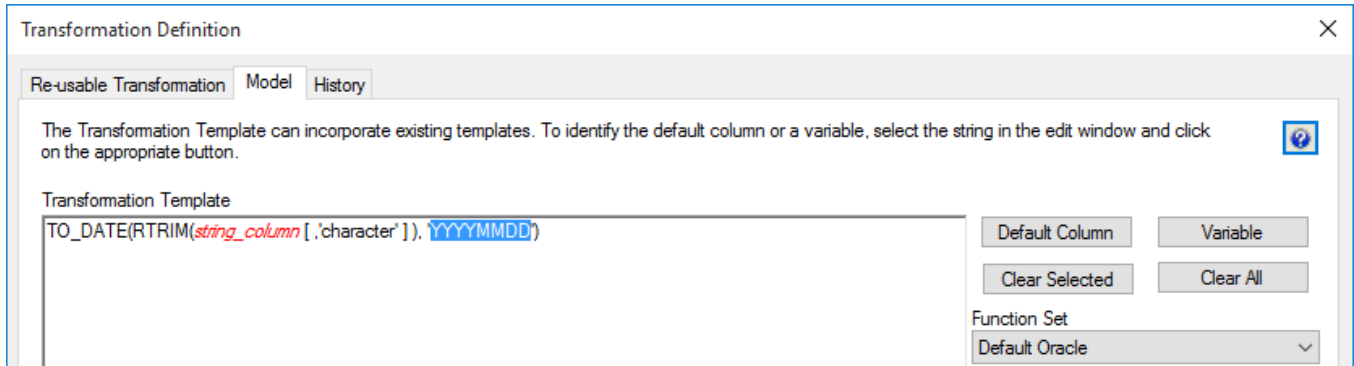 Transformation Definition
Re-usable Transformation Model History
The Transformation Template can incorporate existing templates. To identify the default column or a variable, select the string in the edit window and click
on the appropriate button.
Transformation Template
TO_DATE(RTRIM(string_column [ ,'character' ] ), 'YYYYMMDD')
Default Column Variable
Clear Selected Clear All
Function Set
Default Oracle